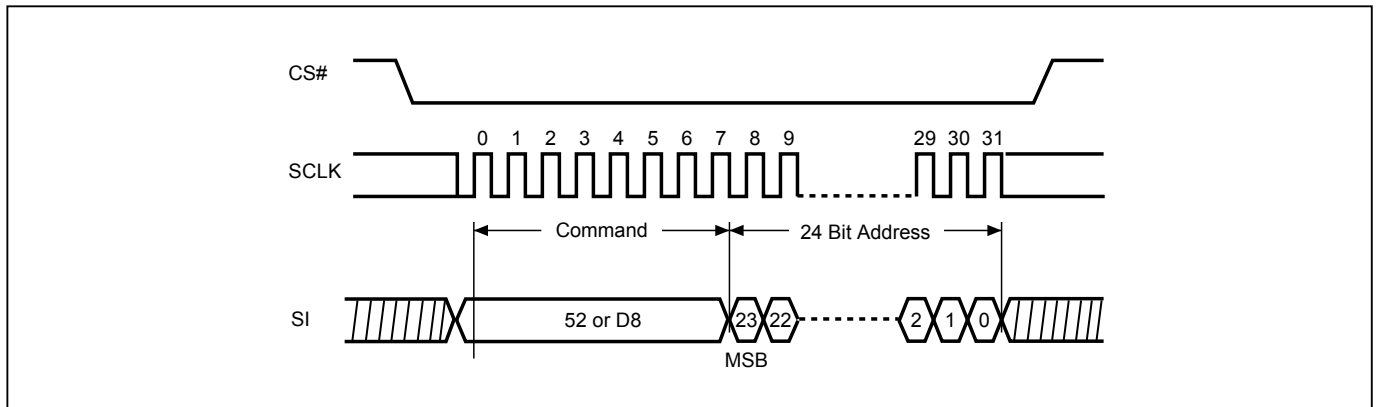 CS#
0 1 2 3 4 5 6 7 8 9 29 30 31
SCLK
Command 24 Bit Address
SI 52 or D8 23 22 2 1 0
MSB